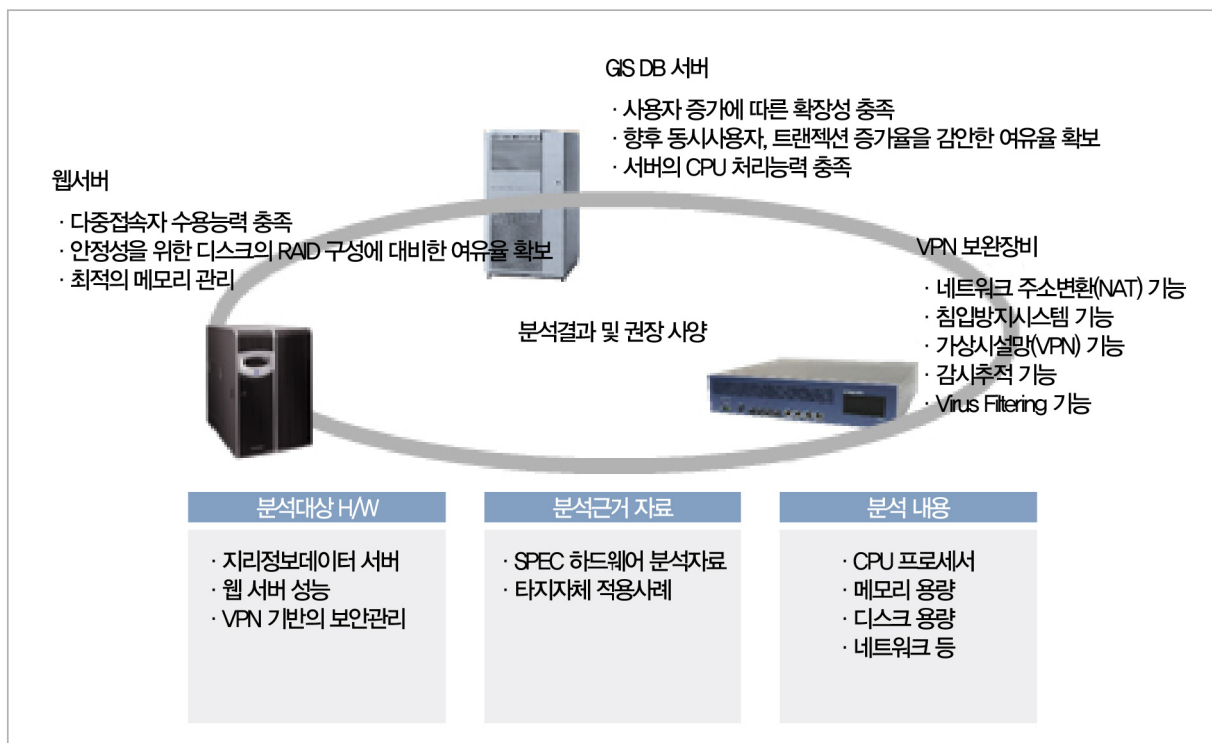 GIS DB 서버
· 사용자 증가에 따른 확장성 충족
· 향후 동시사용자, 트랜젝션 증가율을 감안한 여유율 확보
· 서버의 CPU 처리능력 충족
웹서버
· 다중접속자 수용능력 충족
· 안정성을 위한 디스크의 RAID 구성에 대비한 여유율 확보
· 최적의 메모리 관리
VPN 보완장비
· 네트워크 주소변환(NAT) 기능
· 침입방지시스템 기능
· 가상시설망(VPN) 기능
· 감시추적 기능
· Virus Filtering 기능
분석결과 및 권장 사양
분석대상 H/W
· 지리정보데이터 서버
· 웹 서버 성능
· VPN 기반의 보안관리
분석근거 자료
· SPEC 하드웨어 분석자료
· 타지자체 적용사례
분석 내용
· CPU 프로세서
· 메모리 용량
· 디스크 용량
· 네트워크 등